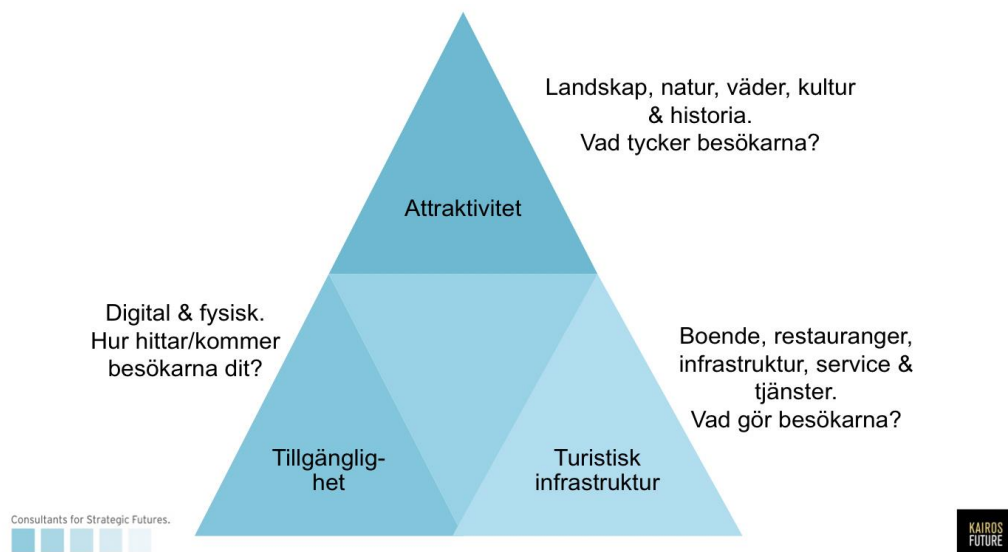 Landskap, natur, väder, kultur
& historia.
Vad tycker besökarna?
Attraktivitet
Digital & fysisk.
Hur hittar/kommer
besökarna dit?
Boende, restauranger,
infrastruktur, service &
tjänster.
Vad gör besökarna?
Tillgänglig-
het
Turistisk
infrastruktur
Consultants for Strategic Futures.
KAIROS
FUTURE